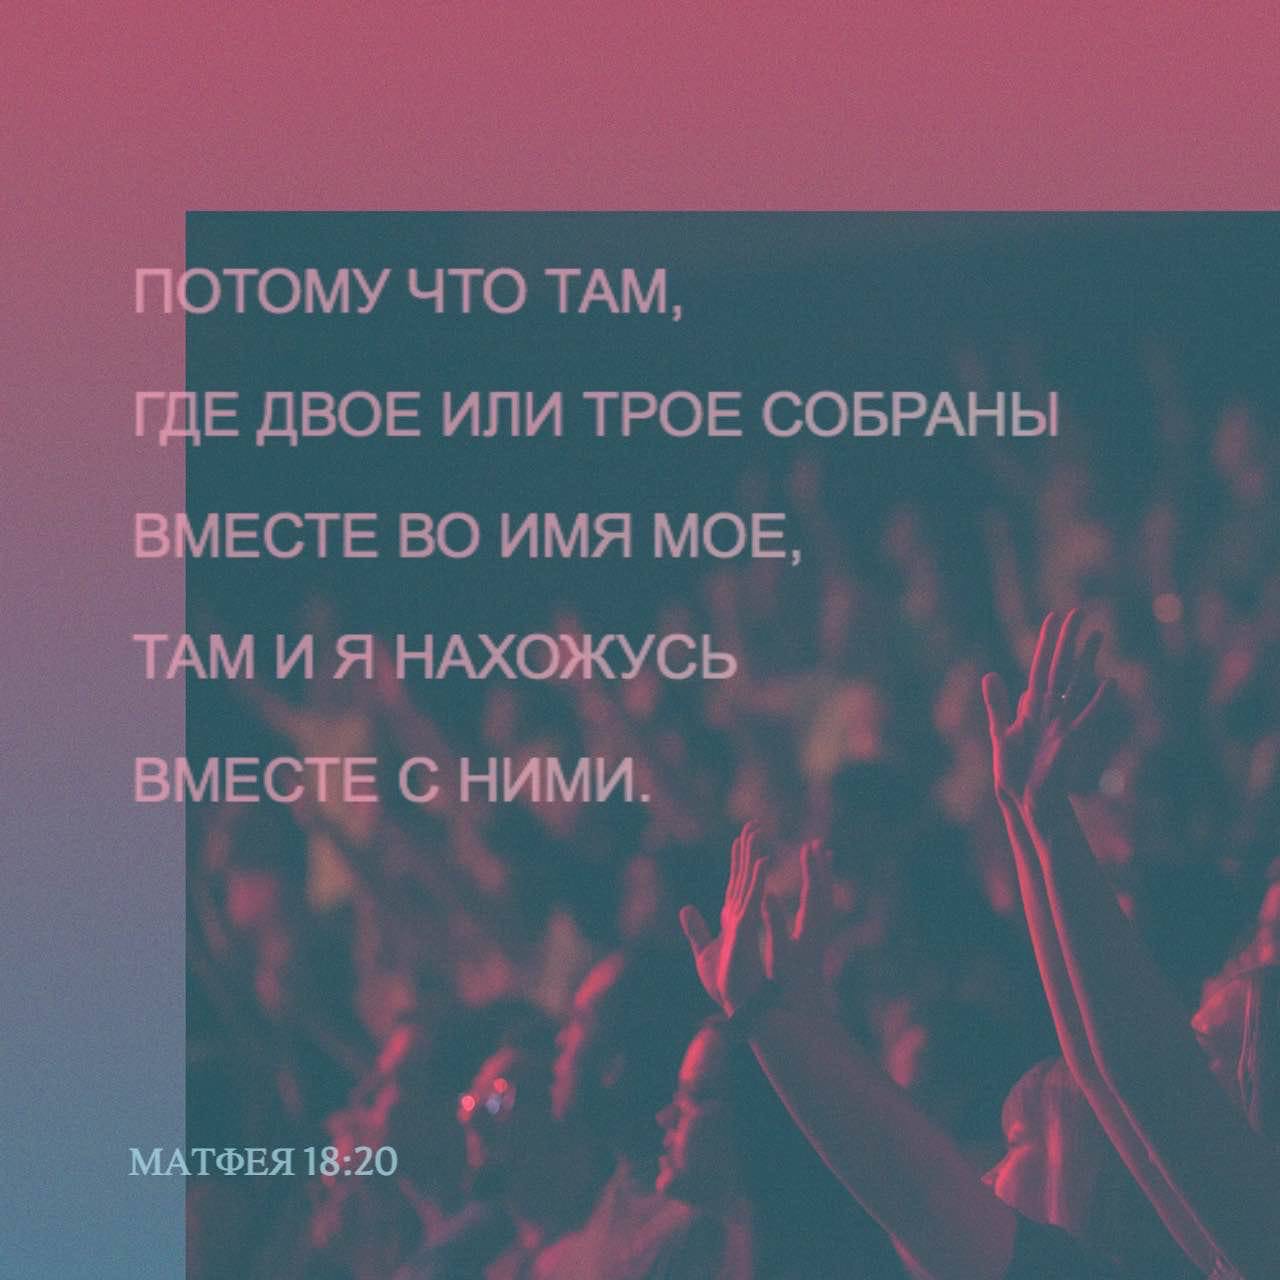 ПОТОМУ ЧТО ТАМ,
ГДЕ ДВОЕ ИЛИ ТРОЕ СОБРАНЫ
ВМЕСТЕ ВО ИМЯ МОЕ,
ТАМ И Я НАХОЖУСЬ
ВМЕСТЕ С НИМИ.
МАТФЕЯ 18:20